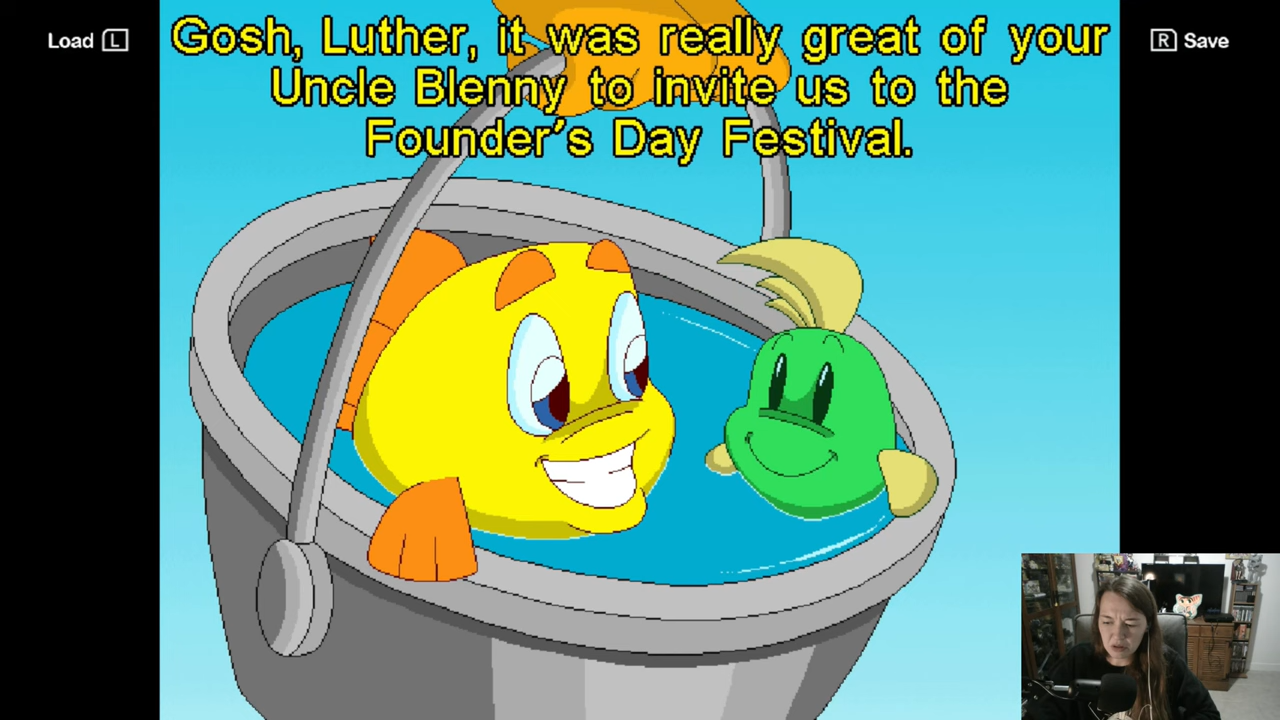 Load L
Gosh, Luther, it was really great of your
Uncle Blenny to invite us to the
Founder's Day Festival.
R Save